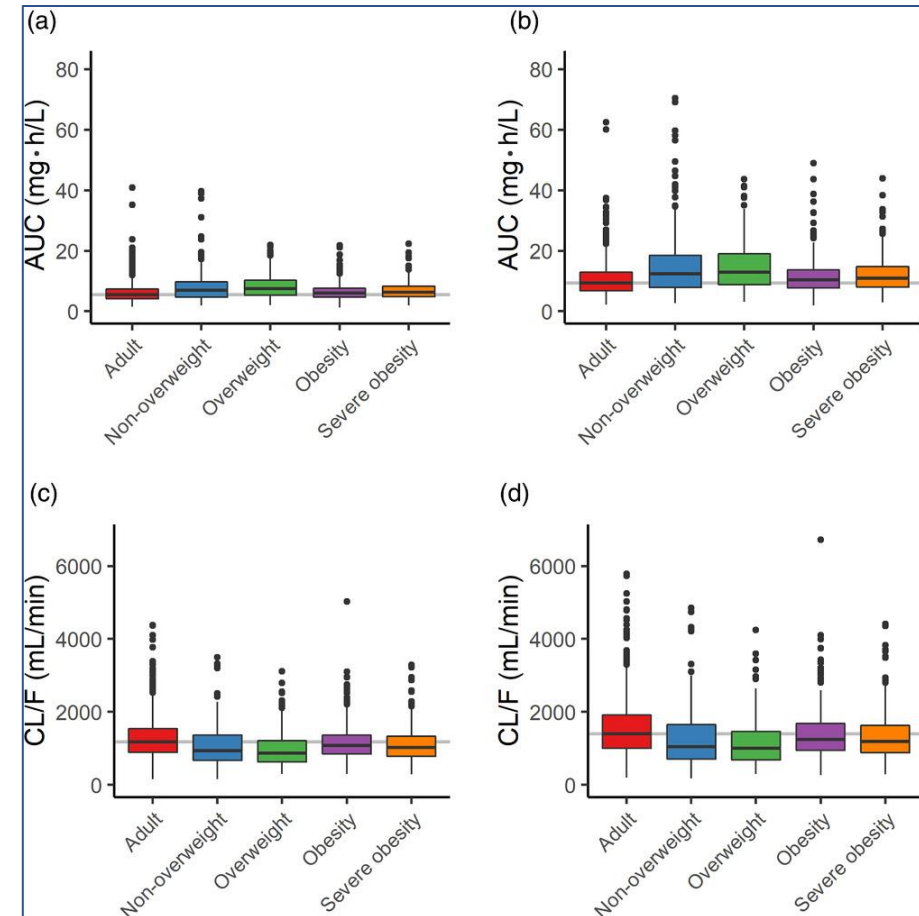 (a)
AUC (mg·h/L)
80
60
40
20
0
Adult
Non-overweight
Overweight
Obesity
Severe obesity
(b)
AUC (mg·h/L)
80
60
40
20
0
Adult
Non-overweight
Overweight
Obesity
Severe obesity
(c)
CL/F (mL/min)
6000
4000
2000
0
Adult
Non-overweight
Overweight
Obesity
Severe obesity
(d)
CL/F (mL/min)
6000
4000
2000
0
Adult
Non-overweight
Overweight
Obesity
Severe obesity